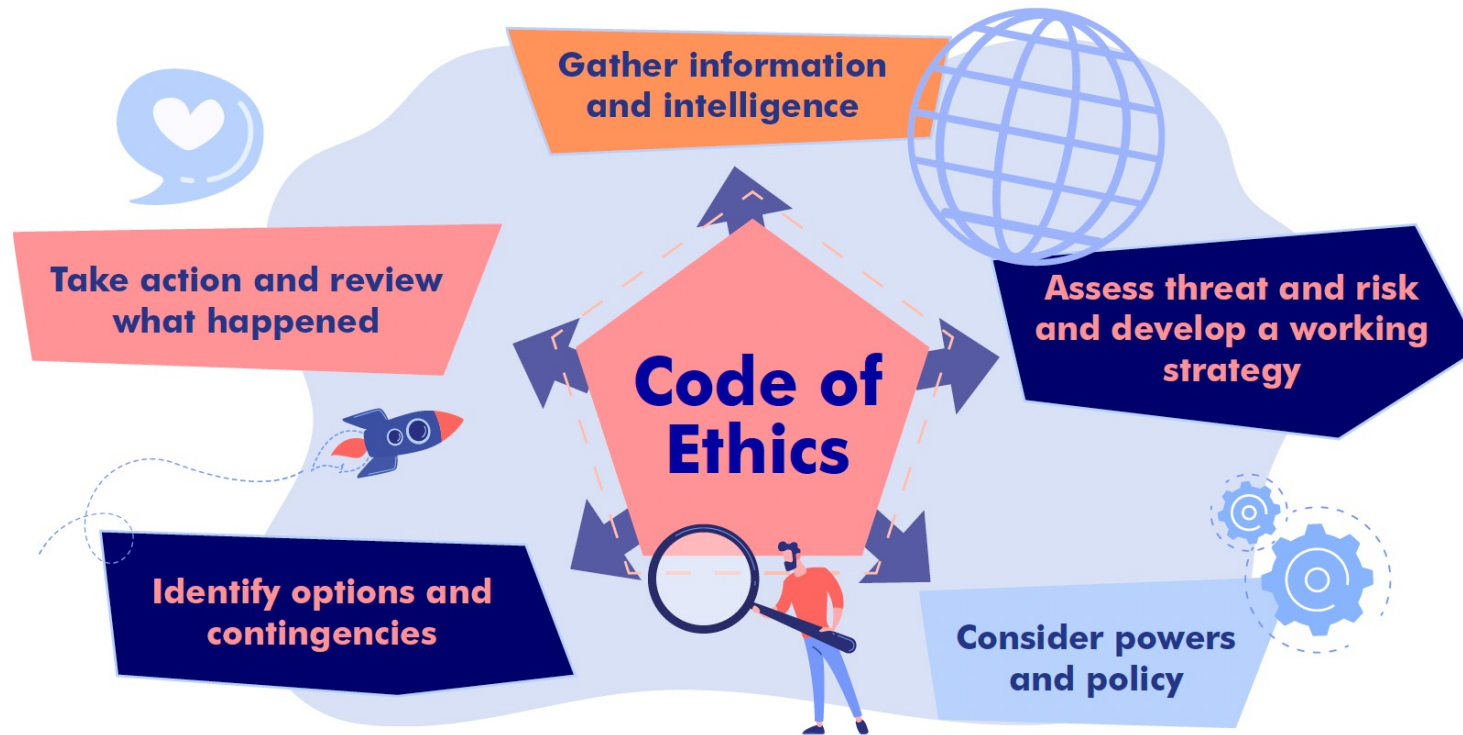 Gather information
and intelligence
Take action and review
what happened
Assess threat and risk
and develop a working
strategy
Code of
Ethics
Identify options and
contingencies
Consider powers
and policy